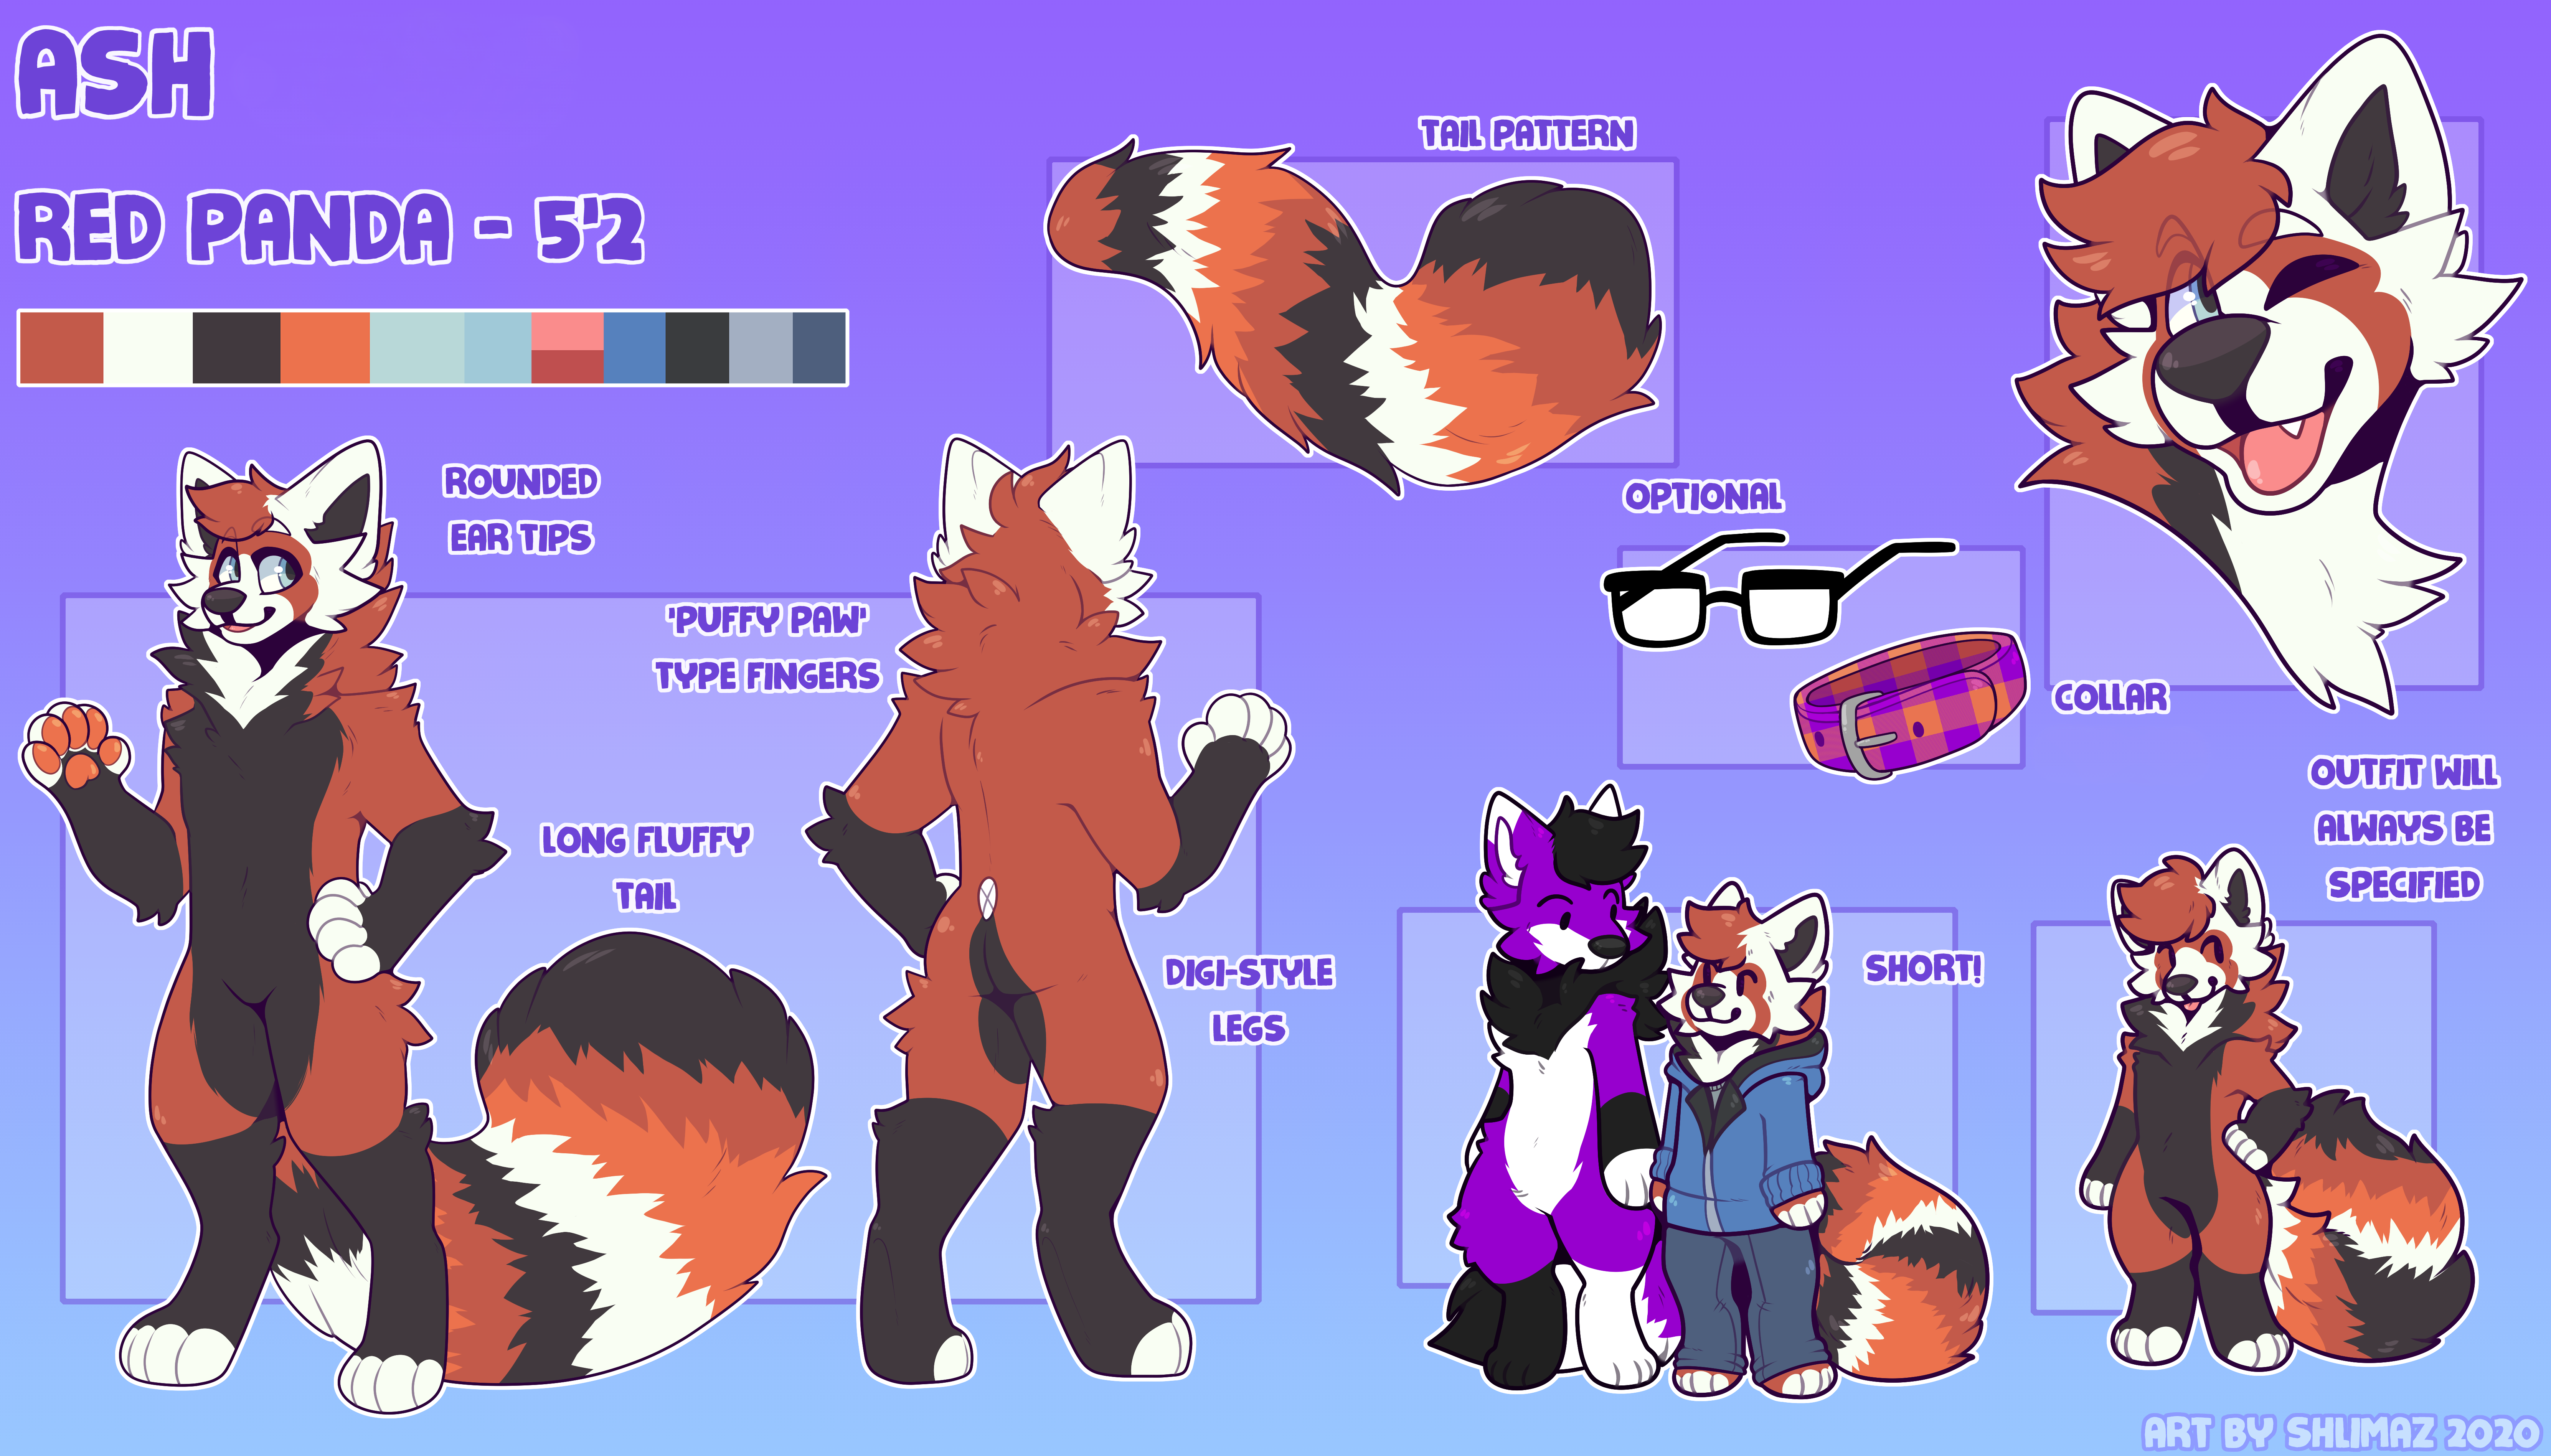 ASH
RED PANDA - 5'2
TAIL PATTERN
ROUNDED
EAR TIPS
OPTIONAL
'PUFFY PAW'
TYPE FINGERS
COLLAR
LONG FLUFFY
TAIL
OUTFIT WILL
ALWAYS BE
SPECIFIED
DIGI-STYLE
LEGS
SHORT!
ART BY SHLIMAZ 2020